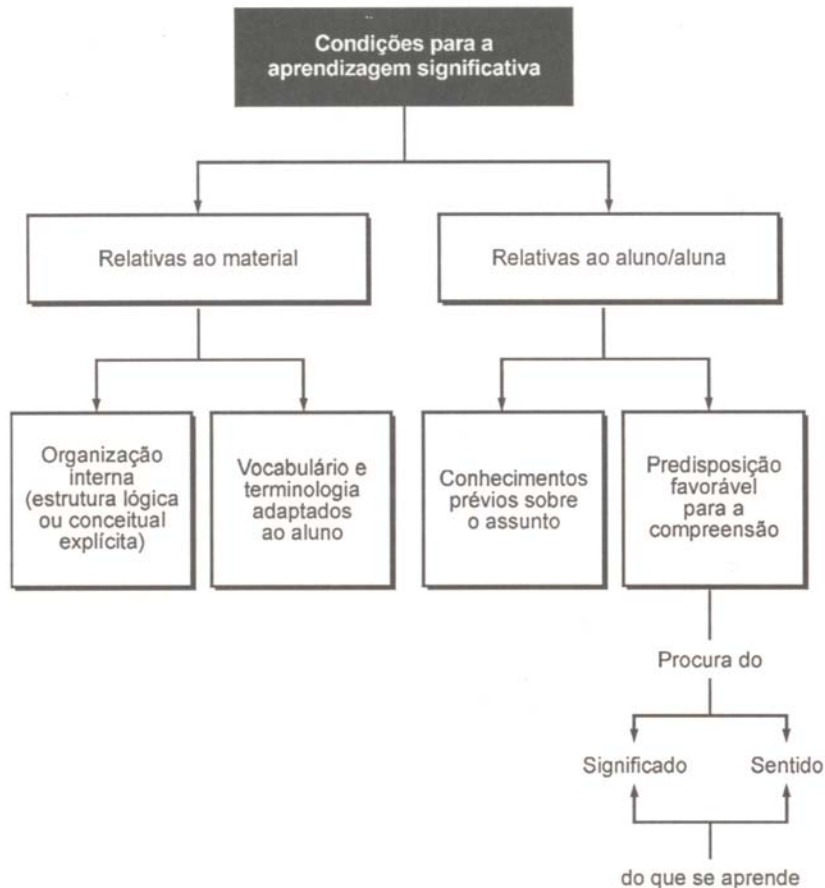 Condições para a
aprendizagem significativa
Relativas ao material
Relativas ao aluno/aluna
Organização
interna
(estrutura lógica
ou conceitual
explícita)
Vocabulário e
terminologia
adaptados
ao aluno
Conhecimentos
prévios sobre
o assunto
Predisposição
favorável
para a
compreensão
Procura do
Significado
Sentido
do que se aprende